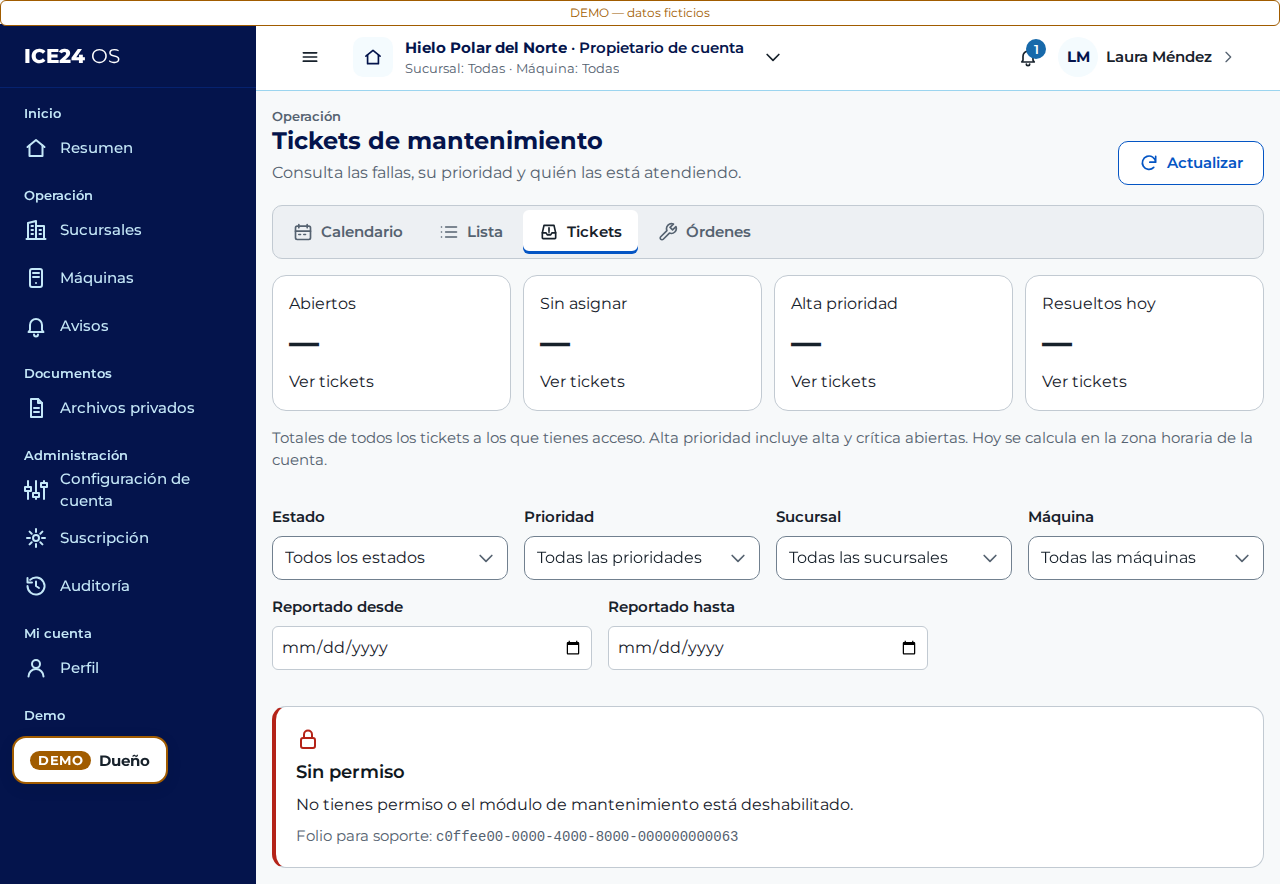 DEMO — datos ficticios
ICE24 OS
Inicio
Resumen
Operación
Sucursales
Máquinas
Avisos
Documentos
Archivos privados
Administración
Configuración de
cuenta
Suscripción
Auditoría
Mi cuenta
Perfil
Demo
DEMO Dueño
Hielo Polar del Norte · Propietario de cuenta
Sucursal: Todas · Máquina: Todas
1
LM Laura Méndez
Operación
Tickets de mantenimiento
Consulta las fallas, su prioridad y quién las está atendiendo.
Actualizar
Calendario Lista Tickets Órdenes
Abiertos
—
Ver tickets
Sin asignar
—
Ver tickets
Alta prioridad
—
Ver tickets
Resueltos hoy
—
Ver tickets
Totales de todos los tickets a los que tienes acceso. Alta prioridad incluye alta y crítica abiertas. Hoy se calcula en la zona horaria de la
cuenta.
Estado
Todos los estados
Prioridad
Todas las prioridades
Sucursal
Todas las sucursales
Máquina
Todas las máquinas
Reportado desde
mm/dd/yyyy
Reportado hasta
mm/dd/yyyy
Sin permiso
No tienes permiso o el módulo de mantenimiento está deshabilitado.
Folio para soporte: c0ffee00-0000-4000-8000-000000000063